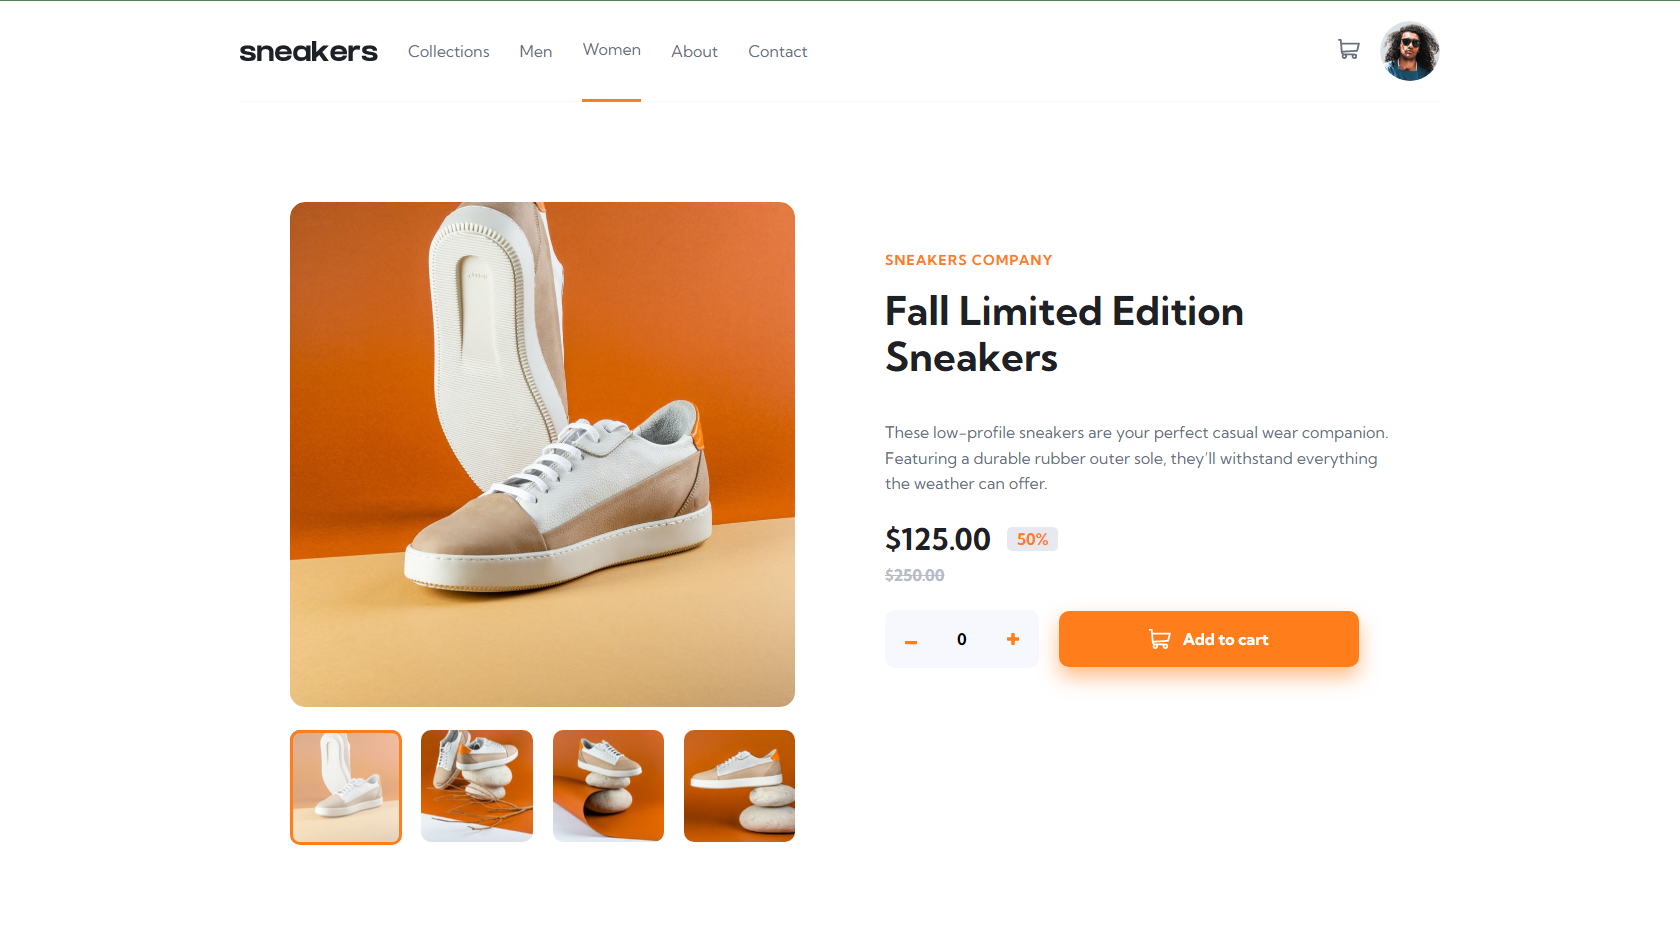 sneakers Collections Men Women About Contact
SNEAKERS COMPANY
Fall Limited Edition
Sneakers
These low-profile sneakers are your perfect casual wear companion.
Featuring a durable rubber outer sole, they'll withstand everything
the weather can offer.
$125.00 50%
$250.00
0 Add to cart